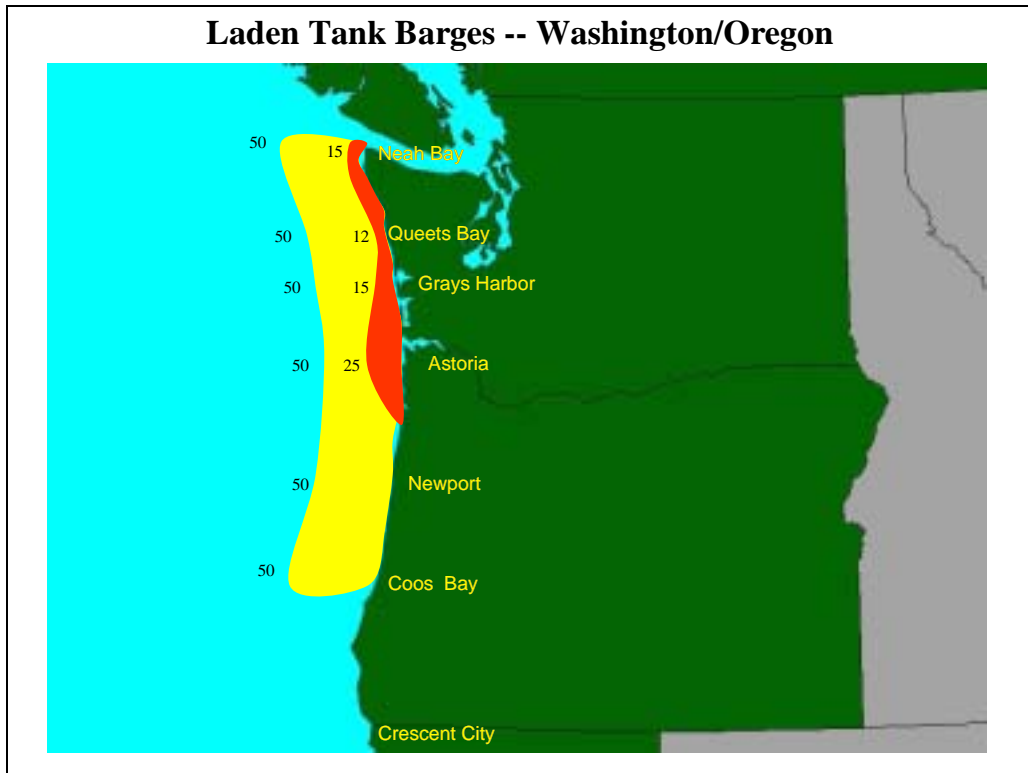 Laden Tank Barges -- Washington/Oregon
50
15
Neah Bay
50
12
Queets Bay
50
15
Grays Harbor
50
25
Astoria
50
Newport
50
Coos Bay
Crescent City